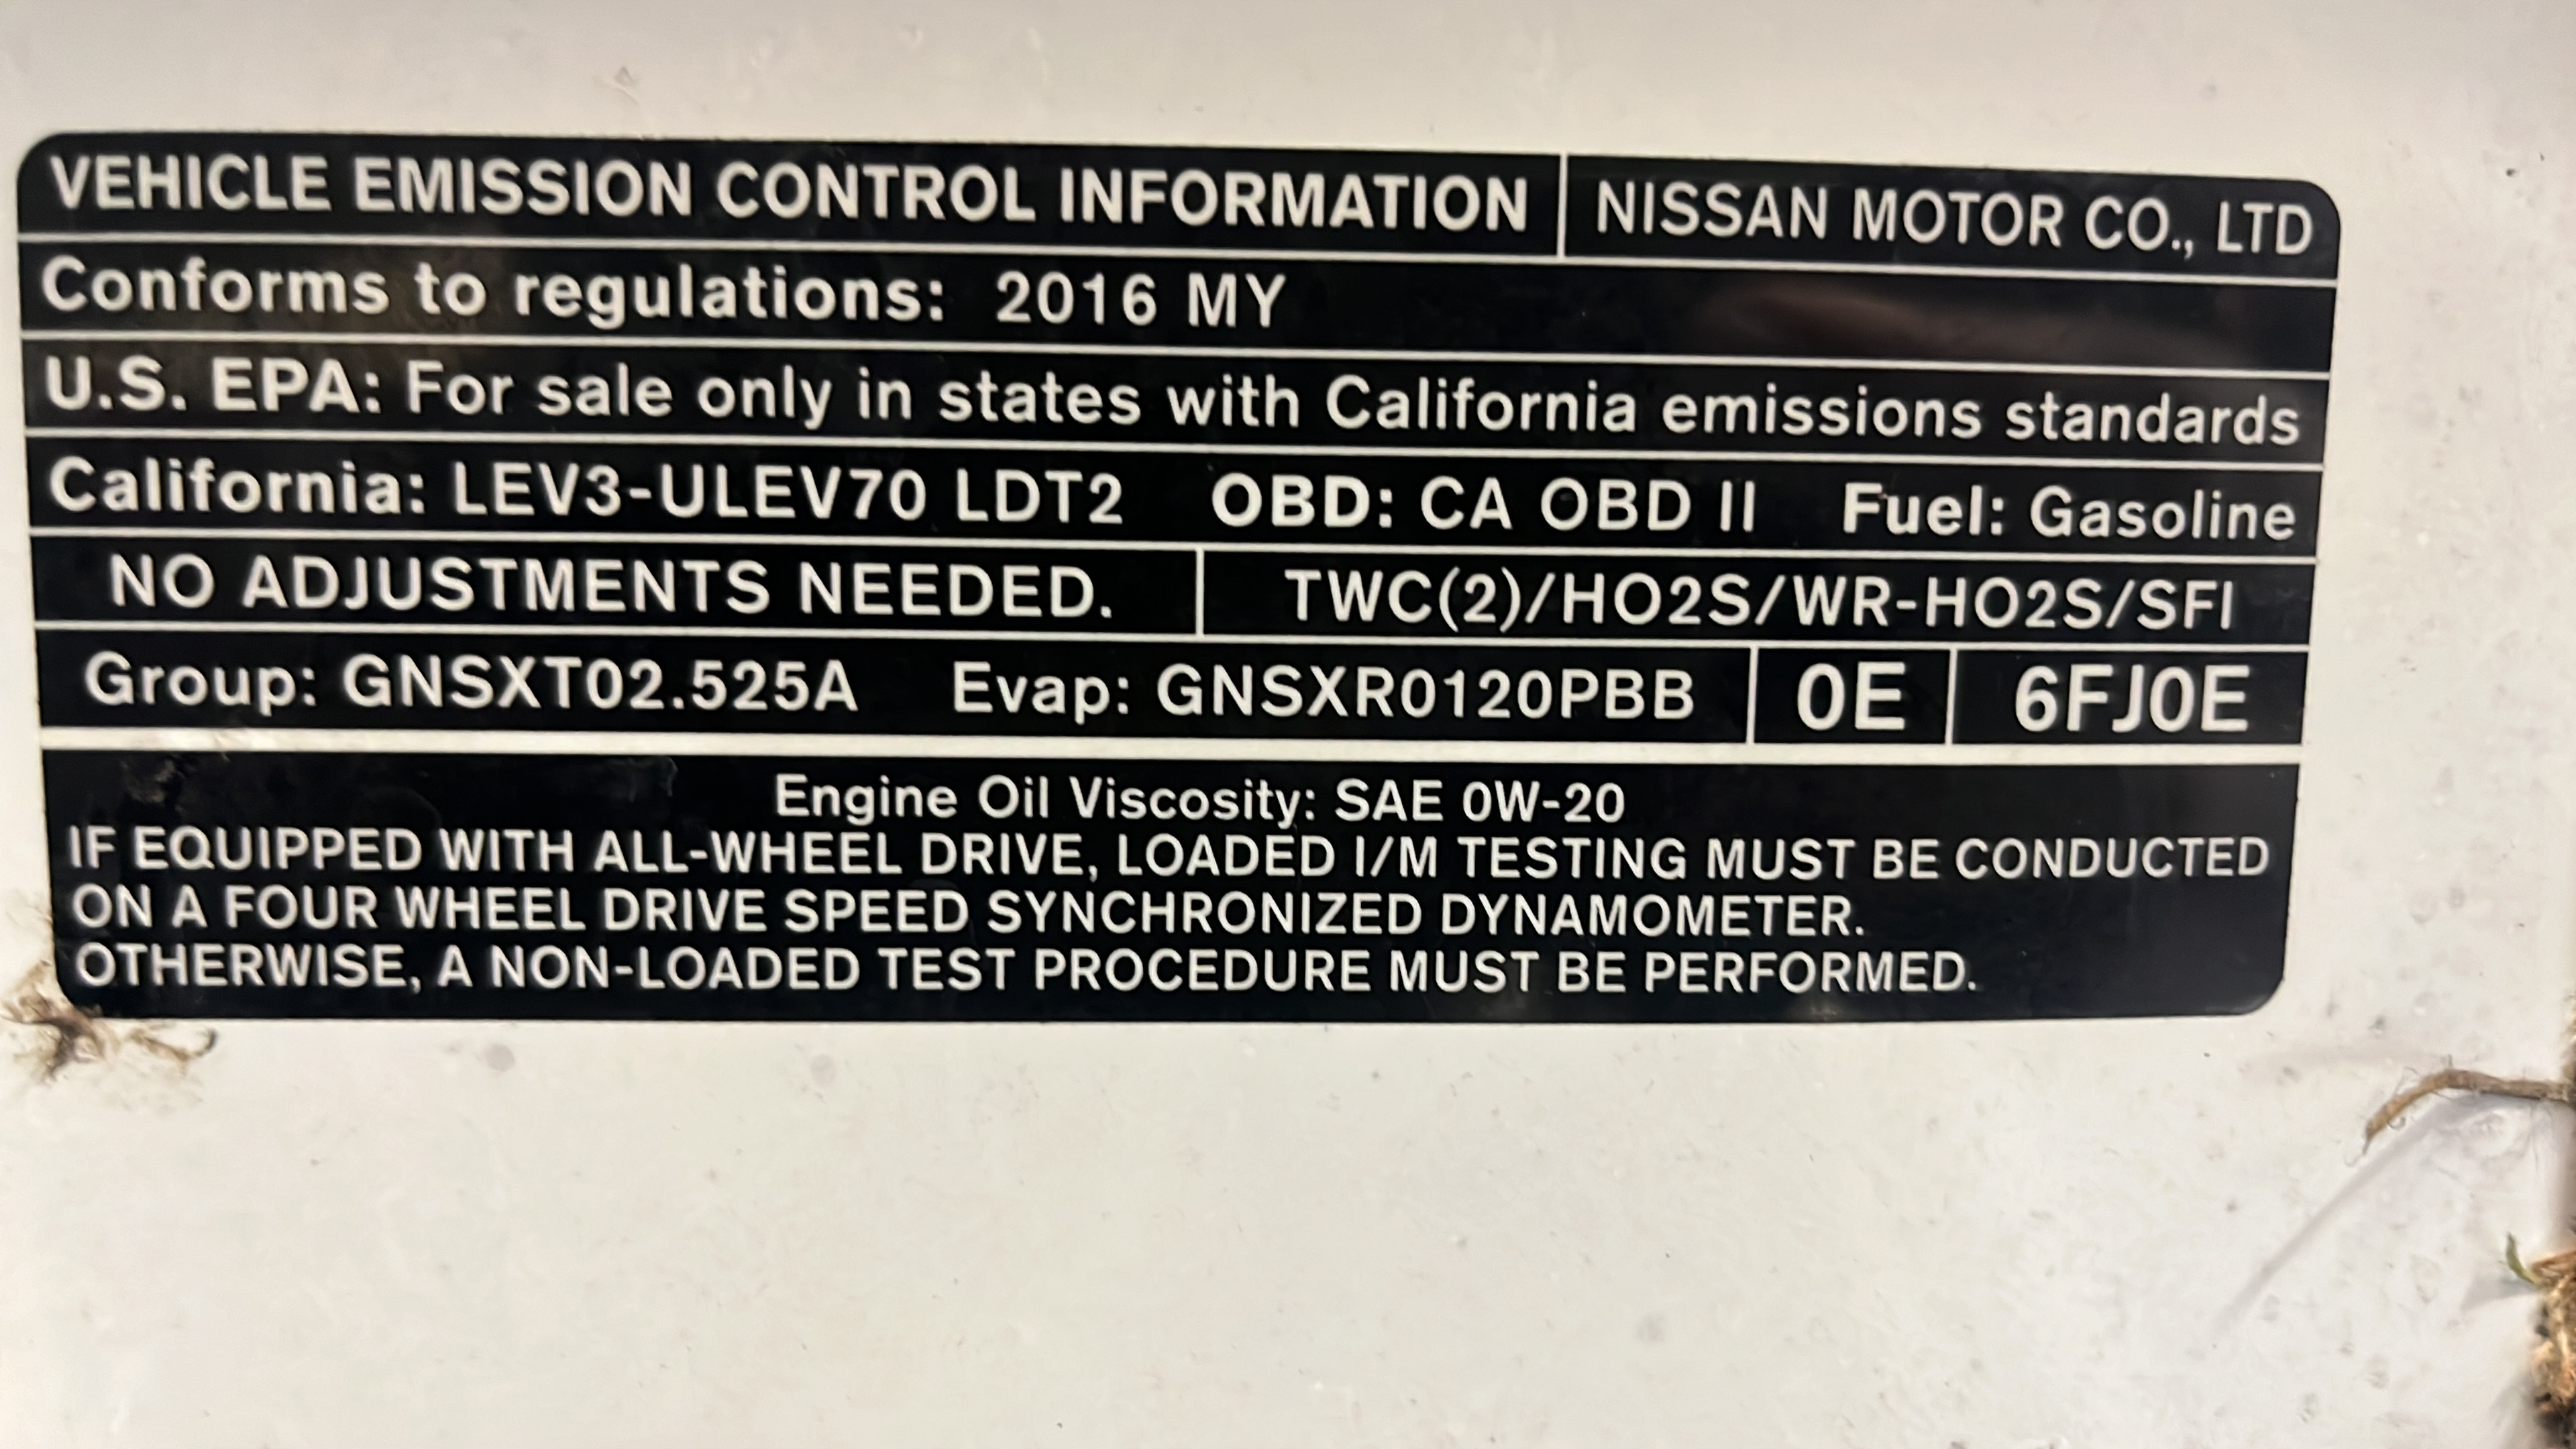 VEHICLE EMISSION CONTROL INFORMATION NISSAN MOTOR CO., LTD
Conforms to regulations: 2016 MY
U.S. EPA: For sale only in states with California emissions standards
California: LEV3-ULEV70 LDT2 OBD: CA OBD II Fuel: Gasoline
NO ADJUSTMENTS NEEDED. TWC(2)/HO2S/WR-HO2S/SFI
Group: GNSXT02.525A Evap: GNSXR0120PBB 0E 6FJ0E
Engine Oil Viscosity: SAE 0W-20
IF EQUIPPED WITH ALL-WHEEL DRIVE, LOADED I/M TESTING MUST BE CONDUCTED
ON A FOUR WHEEL DRIVE SPEED SYNCHRONIZED DYNAMOMETER.
OTHERWISE, A NON-LOADED TEST PROCEDURE MUST BE PERFORMED.